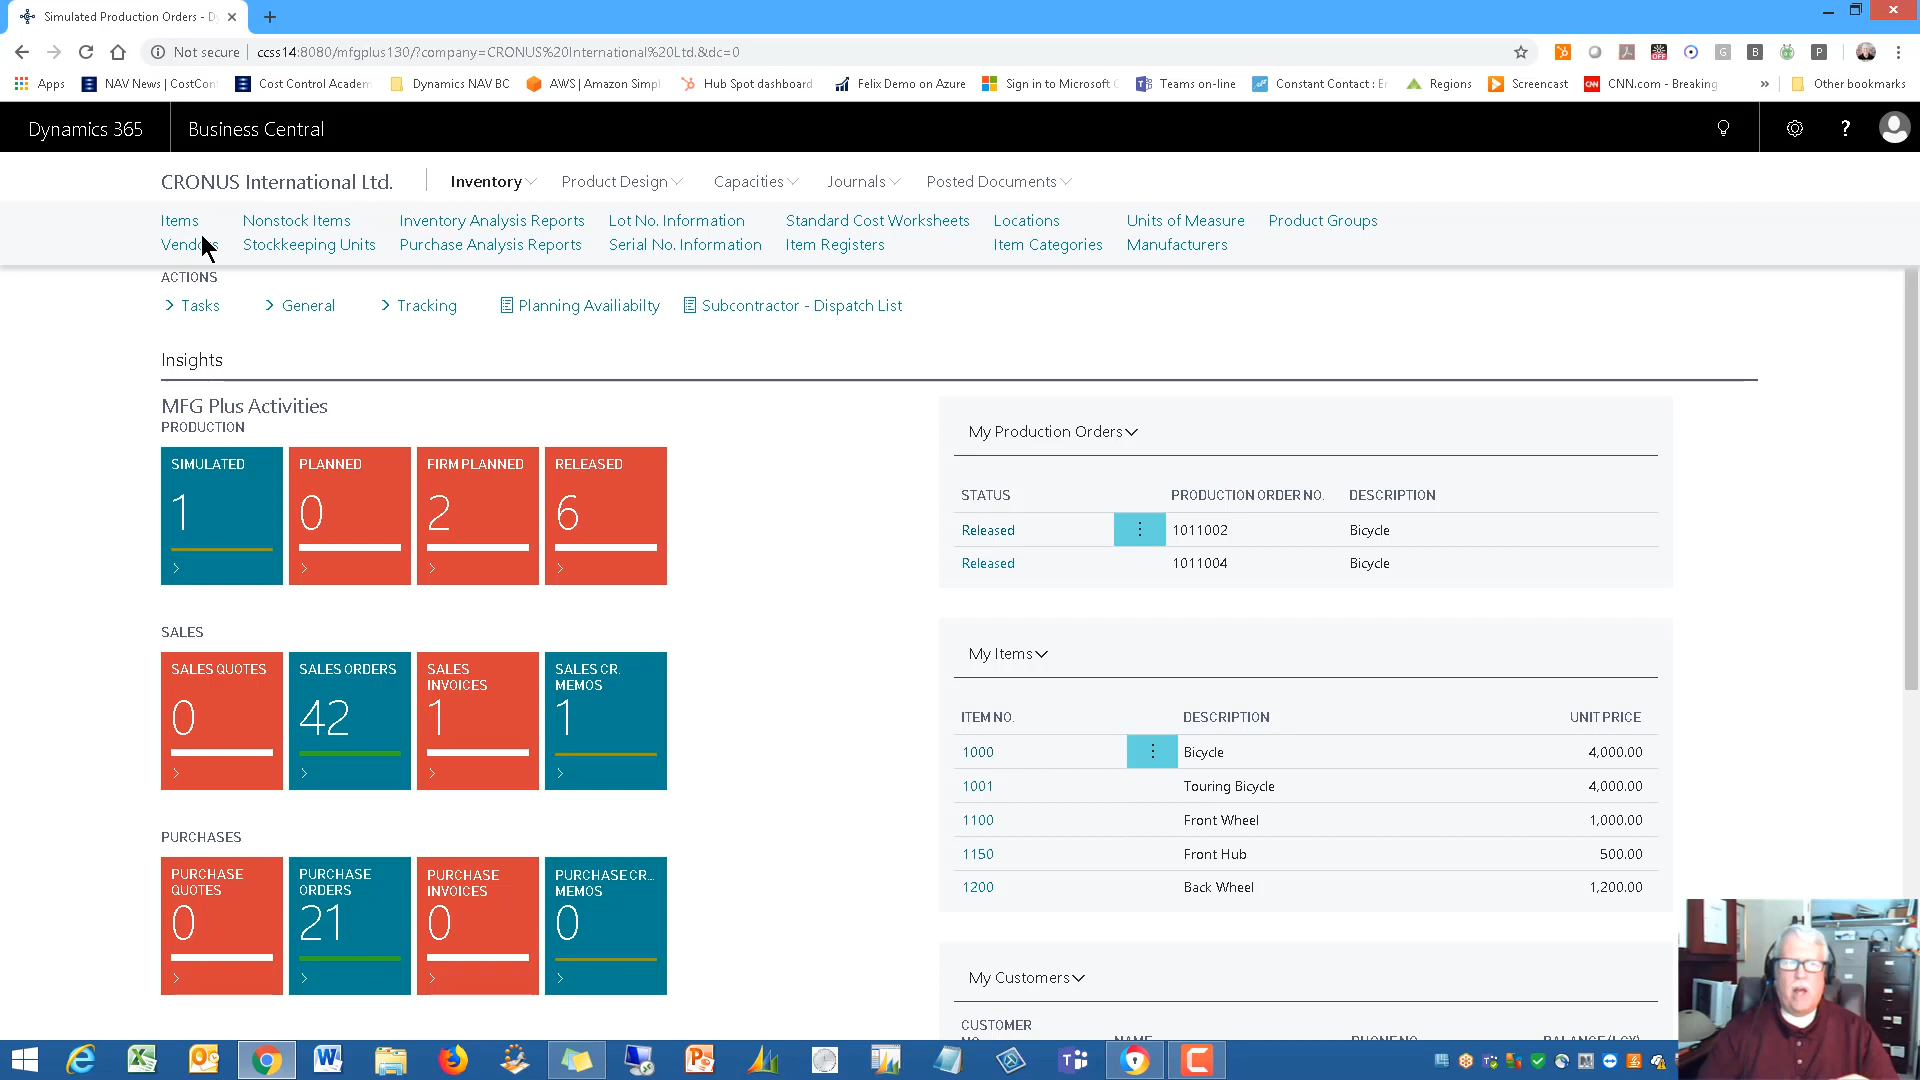 Simulated Production Orders - D
Not secure ccss14:8080/mfgplus130/?company=CRONUS%20International%20Ltd.&dc=0
Apps NAV News | CostCont Cost Control Academ Dynamics NAV BC AWS | Amazon Simpl Hub Spot dashboard Felix Demo on Azure Sign in to Microsoft C Teams on-line Constant Contact : E Regions Screencast CNN.com - Breaking » Other bookmarks
Dynamics 365 Business Central ?
CRONUS International Ltd. Inventory Product Design Capacities Journals Posted Documents
Items Nonstock Items Inventory Analysis Reports Lot No. Information Standard Cost Worksheets Locations Units of Measure Product Groups
Vendors Stockkeeping Units Purchase Analysis Reports Serial No. Information Item Registers Item Categories Manufacturers
ACTIONS
Tasks General Tracking Planning Availiabilty Subcontractor - Dispatch List
Insights
MFG Plus Activities
PRODUCTION
SIMULATED PLANNED FIRM PLANNED RELEASED
1 0 2 6
SALES
SALES QUOTES SALES ORDERS SALES INVOICES SALES CR. MEMOS
0 42 1 1
PURCHASES
PURCHASE QUOTES PURCHASE ORDERS PURCHASE INVOICES PURCHASE CR... MEMOS
0 21 0 0
My Production Orders
STATUS PRODUCTION ORDER NO. DESCRIPTION
Released 1011002 Bicycle
Released 1011004 Bicycle
My Items
ITEM NO. DESCRIPTION UNIT PRICE
1000 Bicycle 4,000.00
1001 Touring Bicycle 4,000.00
1100 Front Wheel 1,000.00
1150 Front Hub 500.00
1200 Back Wheel 1,200.00
My Customers
CUSTOMER